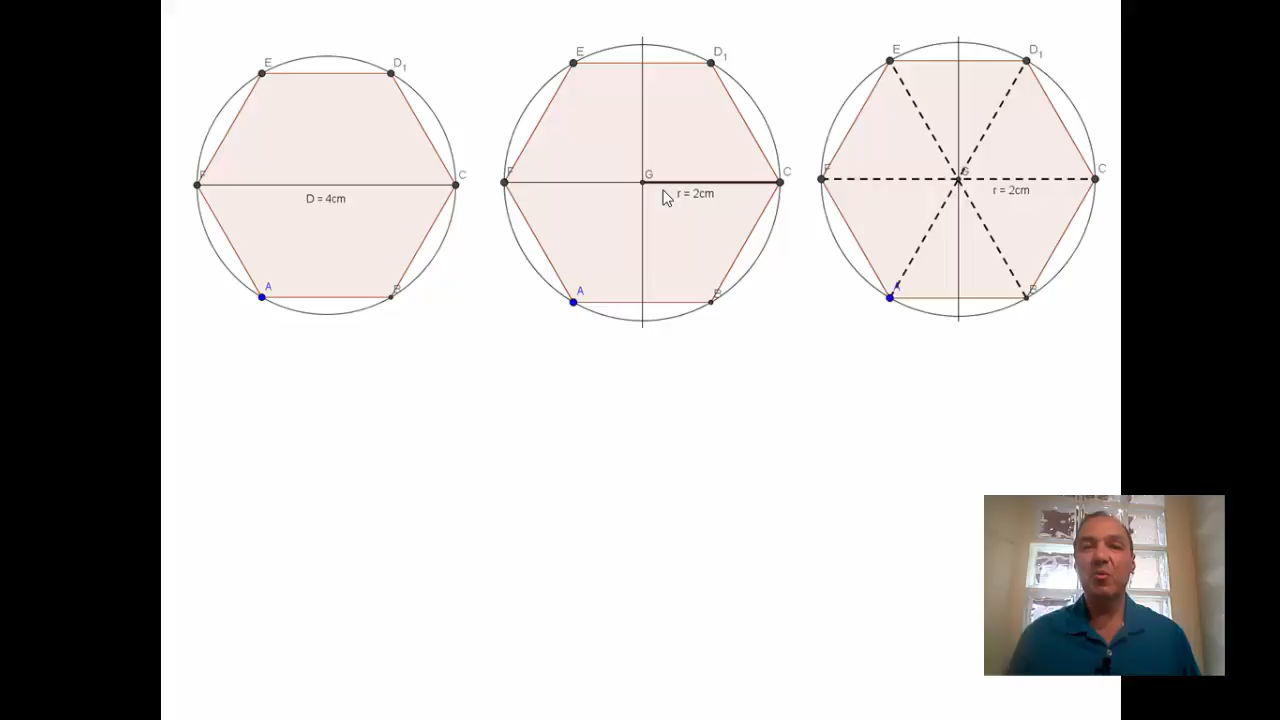 E D₁
F C
D = 4cm
A B
E D₁
F G C
r = 2cm
A B
E D₁
F G C
r = 2cm
A B